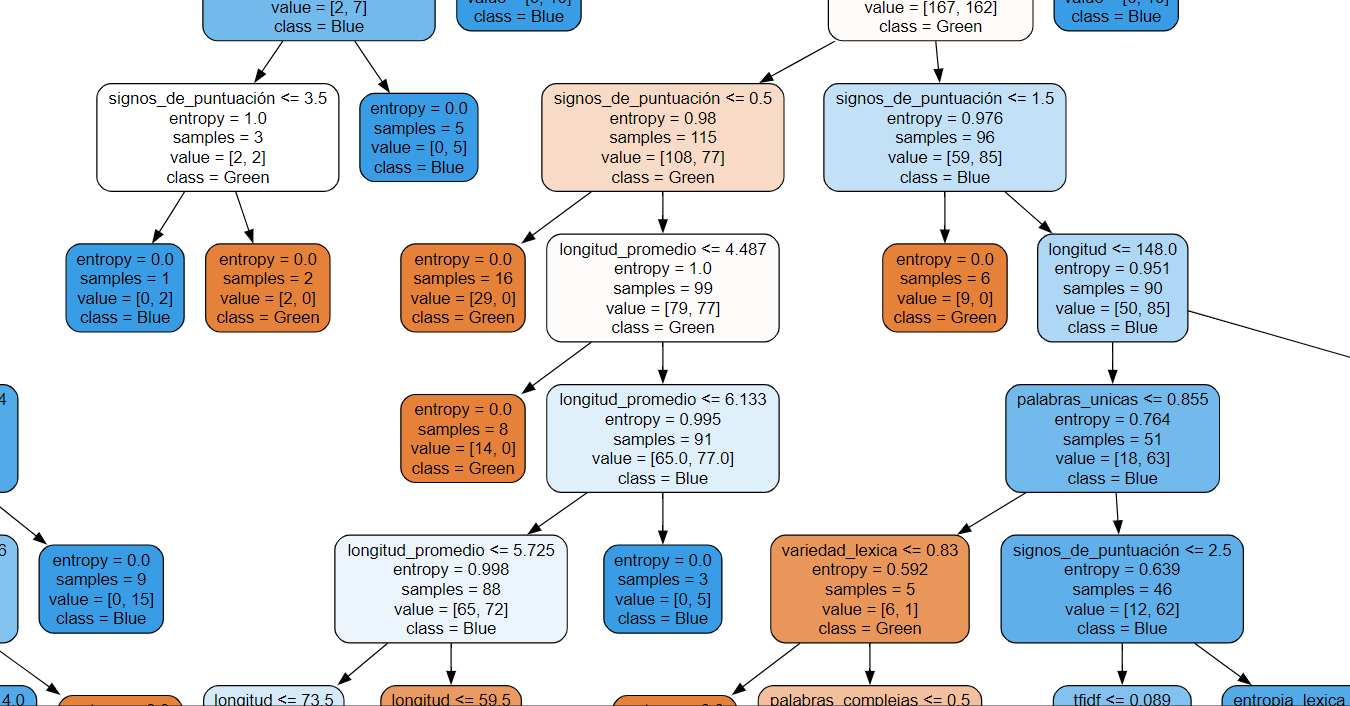 value = [2, 7]
class = Blue
class = Blue
value = [167, 162]
class = Green
class = Blue
signos_de_puntuación <= 3.5
entropy = 1.0
samples = 3
value = [2, 2]
class = Green
entropy = 0.0
samples = 5
value = [0, 5]
class = Blue
signos_de_puntuación <= 0.5
entropy = 0.98
samples = 115
value = [108, 77]
class = Green
signos_de_puntuación <= 1.5
entropy = 0.976
samples = 96
value = [59, 85]
class = Blue
entropy = 0.0
samples = 1
value = [0, 2]
class = Blue
entropy = 0.0
samples = 2
value = [2, 0]
class = Green
entropy = 0.0
samples = 16
value = [29, 0]
class = Green
longitud_promedio <= 4.487
entropy = 1.0
samples = 99
value = [79, 77]
class = Green
entropy = 0.0
samples = 6
value = [9, 0]
class = Green
longitud <= 148.0
entropy = 0.951
samples = 90
value = [50, 85]
class = Blue
4
entropy = 0.0
samples = 8
value = [14, 0]
class = Green
longitud_promedio <= 6.133
entropy = 0.995
samples = 91
value = [65.0, 77.0]
class = Blue
palabras_unicas <= 0.855
entropy = 0.764
samples = 51
value = [18, 63]
class = Blue
6
entropy = 0.0
samples = 9
value = [0, 15]
class = Blue
longitud_promedio <= 5.725
entropy = 0.998
samples = 88
value = [65, 72]
class = Blue
entropy = 0.0
samples = 3
value = [0, 5]
class = Blue
variedad_lexica <= 0.83
entropy = 0.592
samples = 5
value = [6, 1]
class = Green
signos_de_puntuación <= 2.5
entropy = 0.639
samples = 46
value = [12, 62]
class = Blue
4.0
longitud <= 73.5
longitud <= 59.5
palabras_complejas <= 0.5
tfidf <= 0.089
entropia_lexica